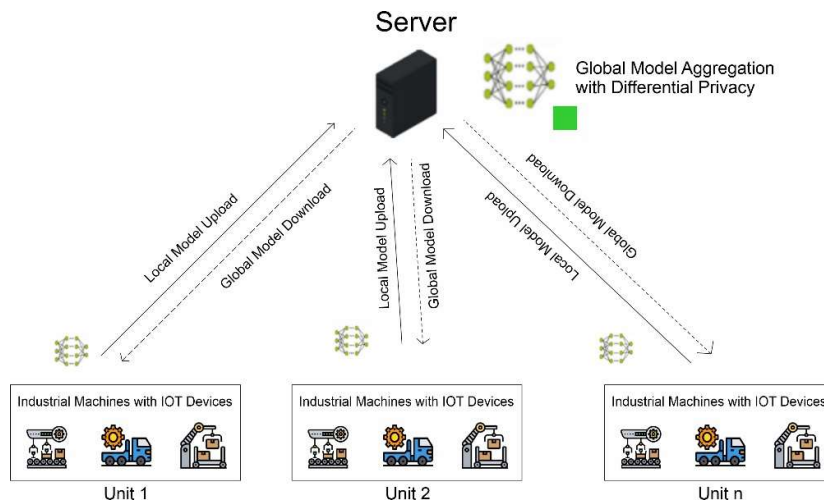 Server
Global Model Aggregation
with Differential Privacy
Local Model Upload
Global Model Download
Local Model Upload
Global Model Download
Local Model Upload
Global Model Download
Industrial Machines with IOT Devices
Industrial Machines with IOT Devices
Industrial Machines with IOT Devices
Unit 1
Unit 2
Unit n